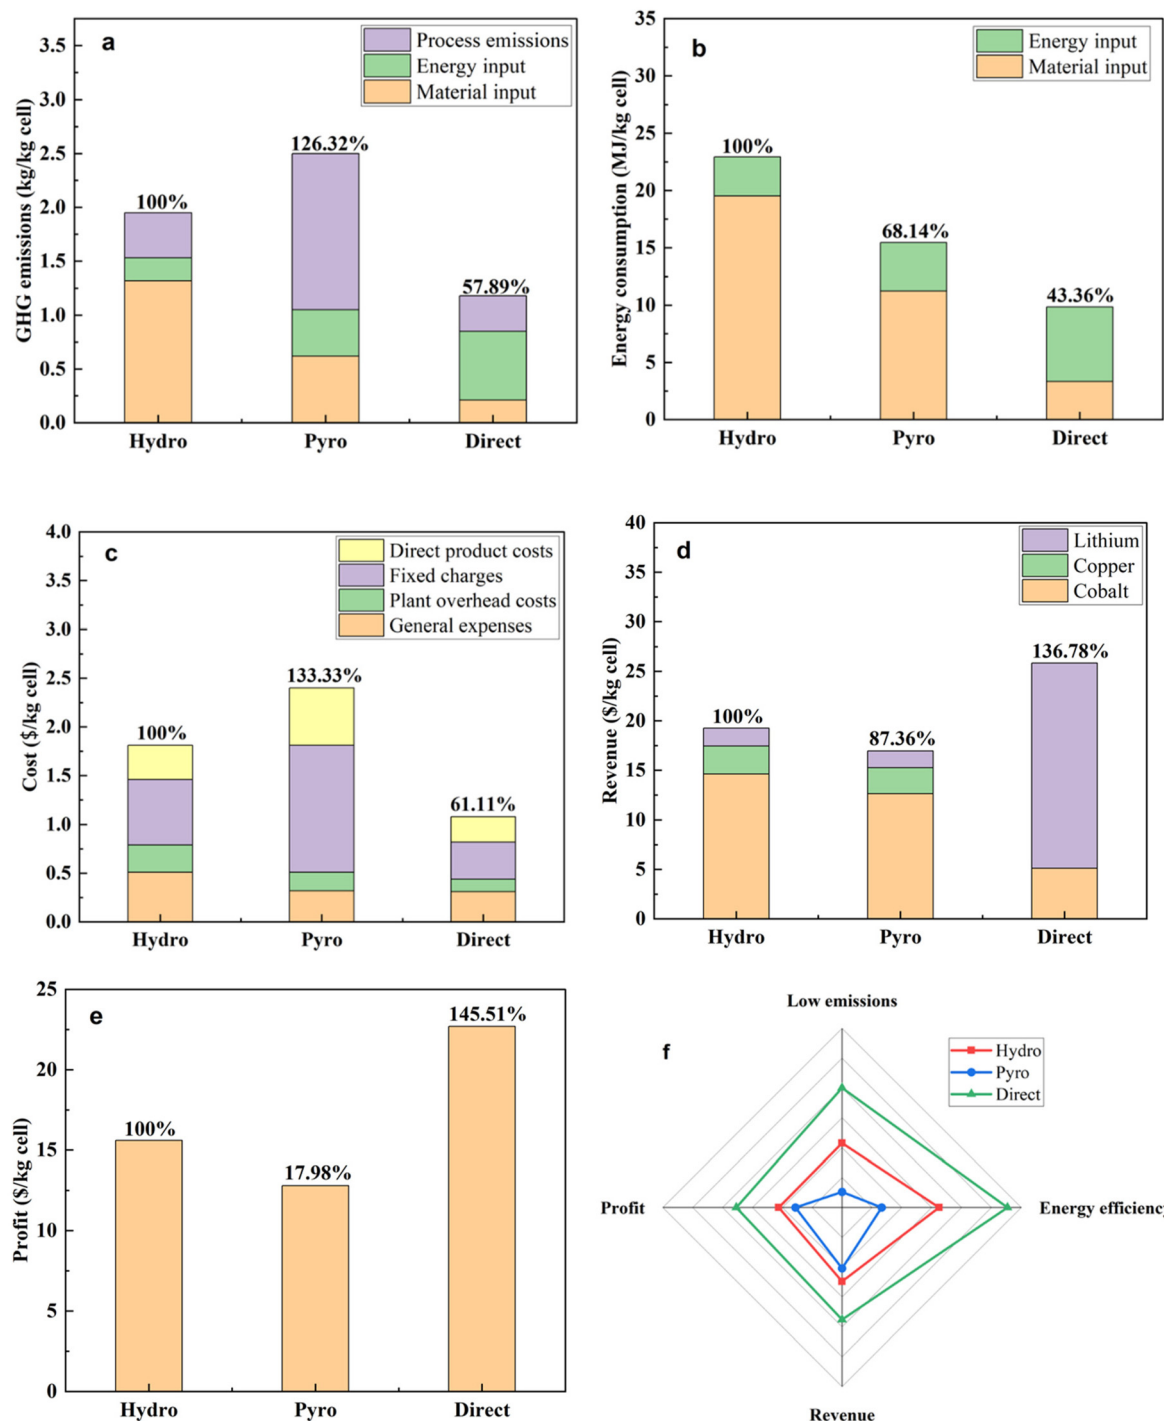 a
Process emissions
Energy input
Material input
GHG emissions (kg/kg cell)
3.5
3.0
2.5
2.0
1.5
1.0
0.5
0.0
100%
126.32%
57.89%
Hydro
Pyro
Direct
b
Energy input
Material input
Energy consumption (MJ/kg cell)
35
30
25
20
15
10
5
0
100%
68.14%
43.36%
Hydro
Pyro
Direct
c
Direct product costs
Fixed charges
Plant overhead costs
General expenses
Cost ($/kg cell)
4.0
3.5
3.0
2.5
2.0
1.5
1.0
0.5
0.0
100%
133.33%
61.11%
Hydro
Pyro
Direct
d
Lithium
Copper
Cobalt
Revenue ($/kg cell)
40
35
30
25
20
15
10
5
0
100%
87.36%
136.78%
Hydro
Pyro
Direct
e
Profit ($/kg cell)
25
20
15
10
5
0
100%
17.98%
145.51%
Hydro
Pyro
Direct
f
Low emissions
Hydro
Pyro
Direct
Profit
Energy efficiency
Revenue